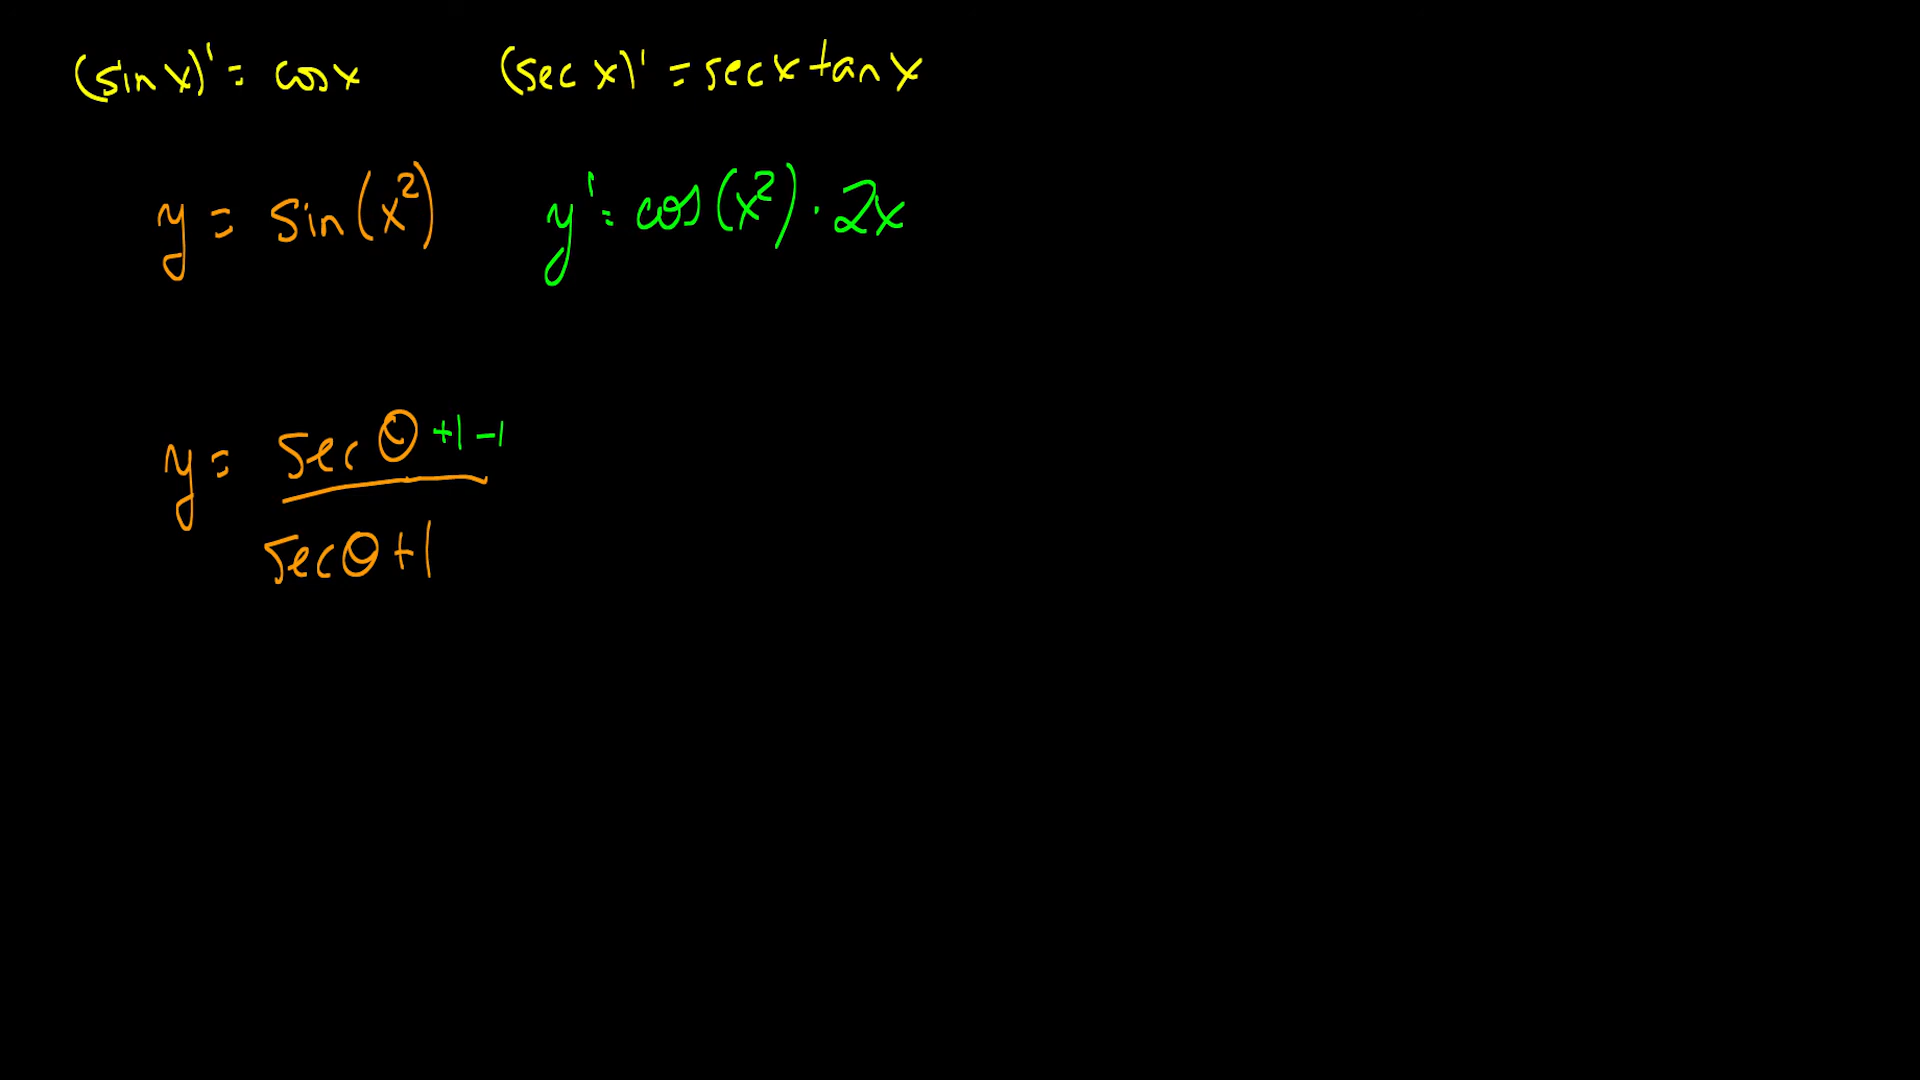 (sin x)' = cos x (sec x)' = sec x tan x
y = sin(x²) y' = cos(x²) · 2x
y = sec θ +1 −1
sec θ + 1